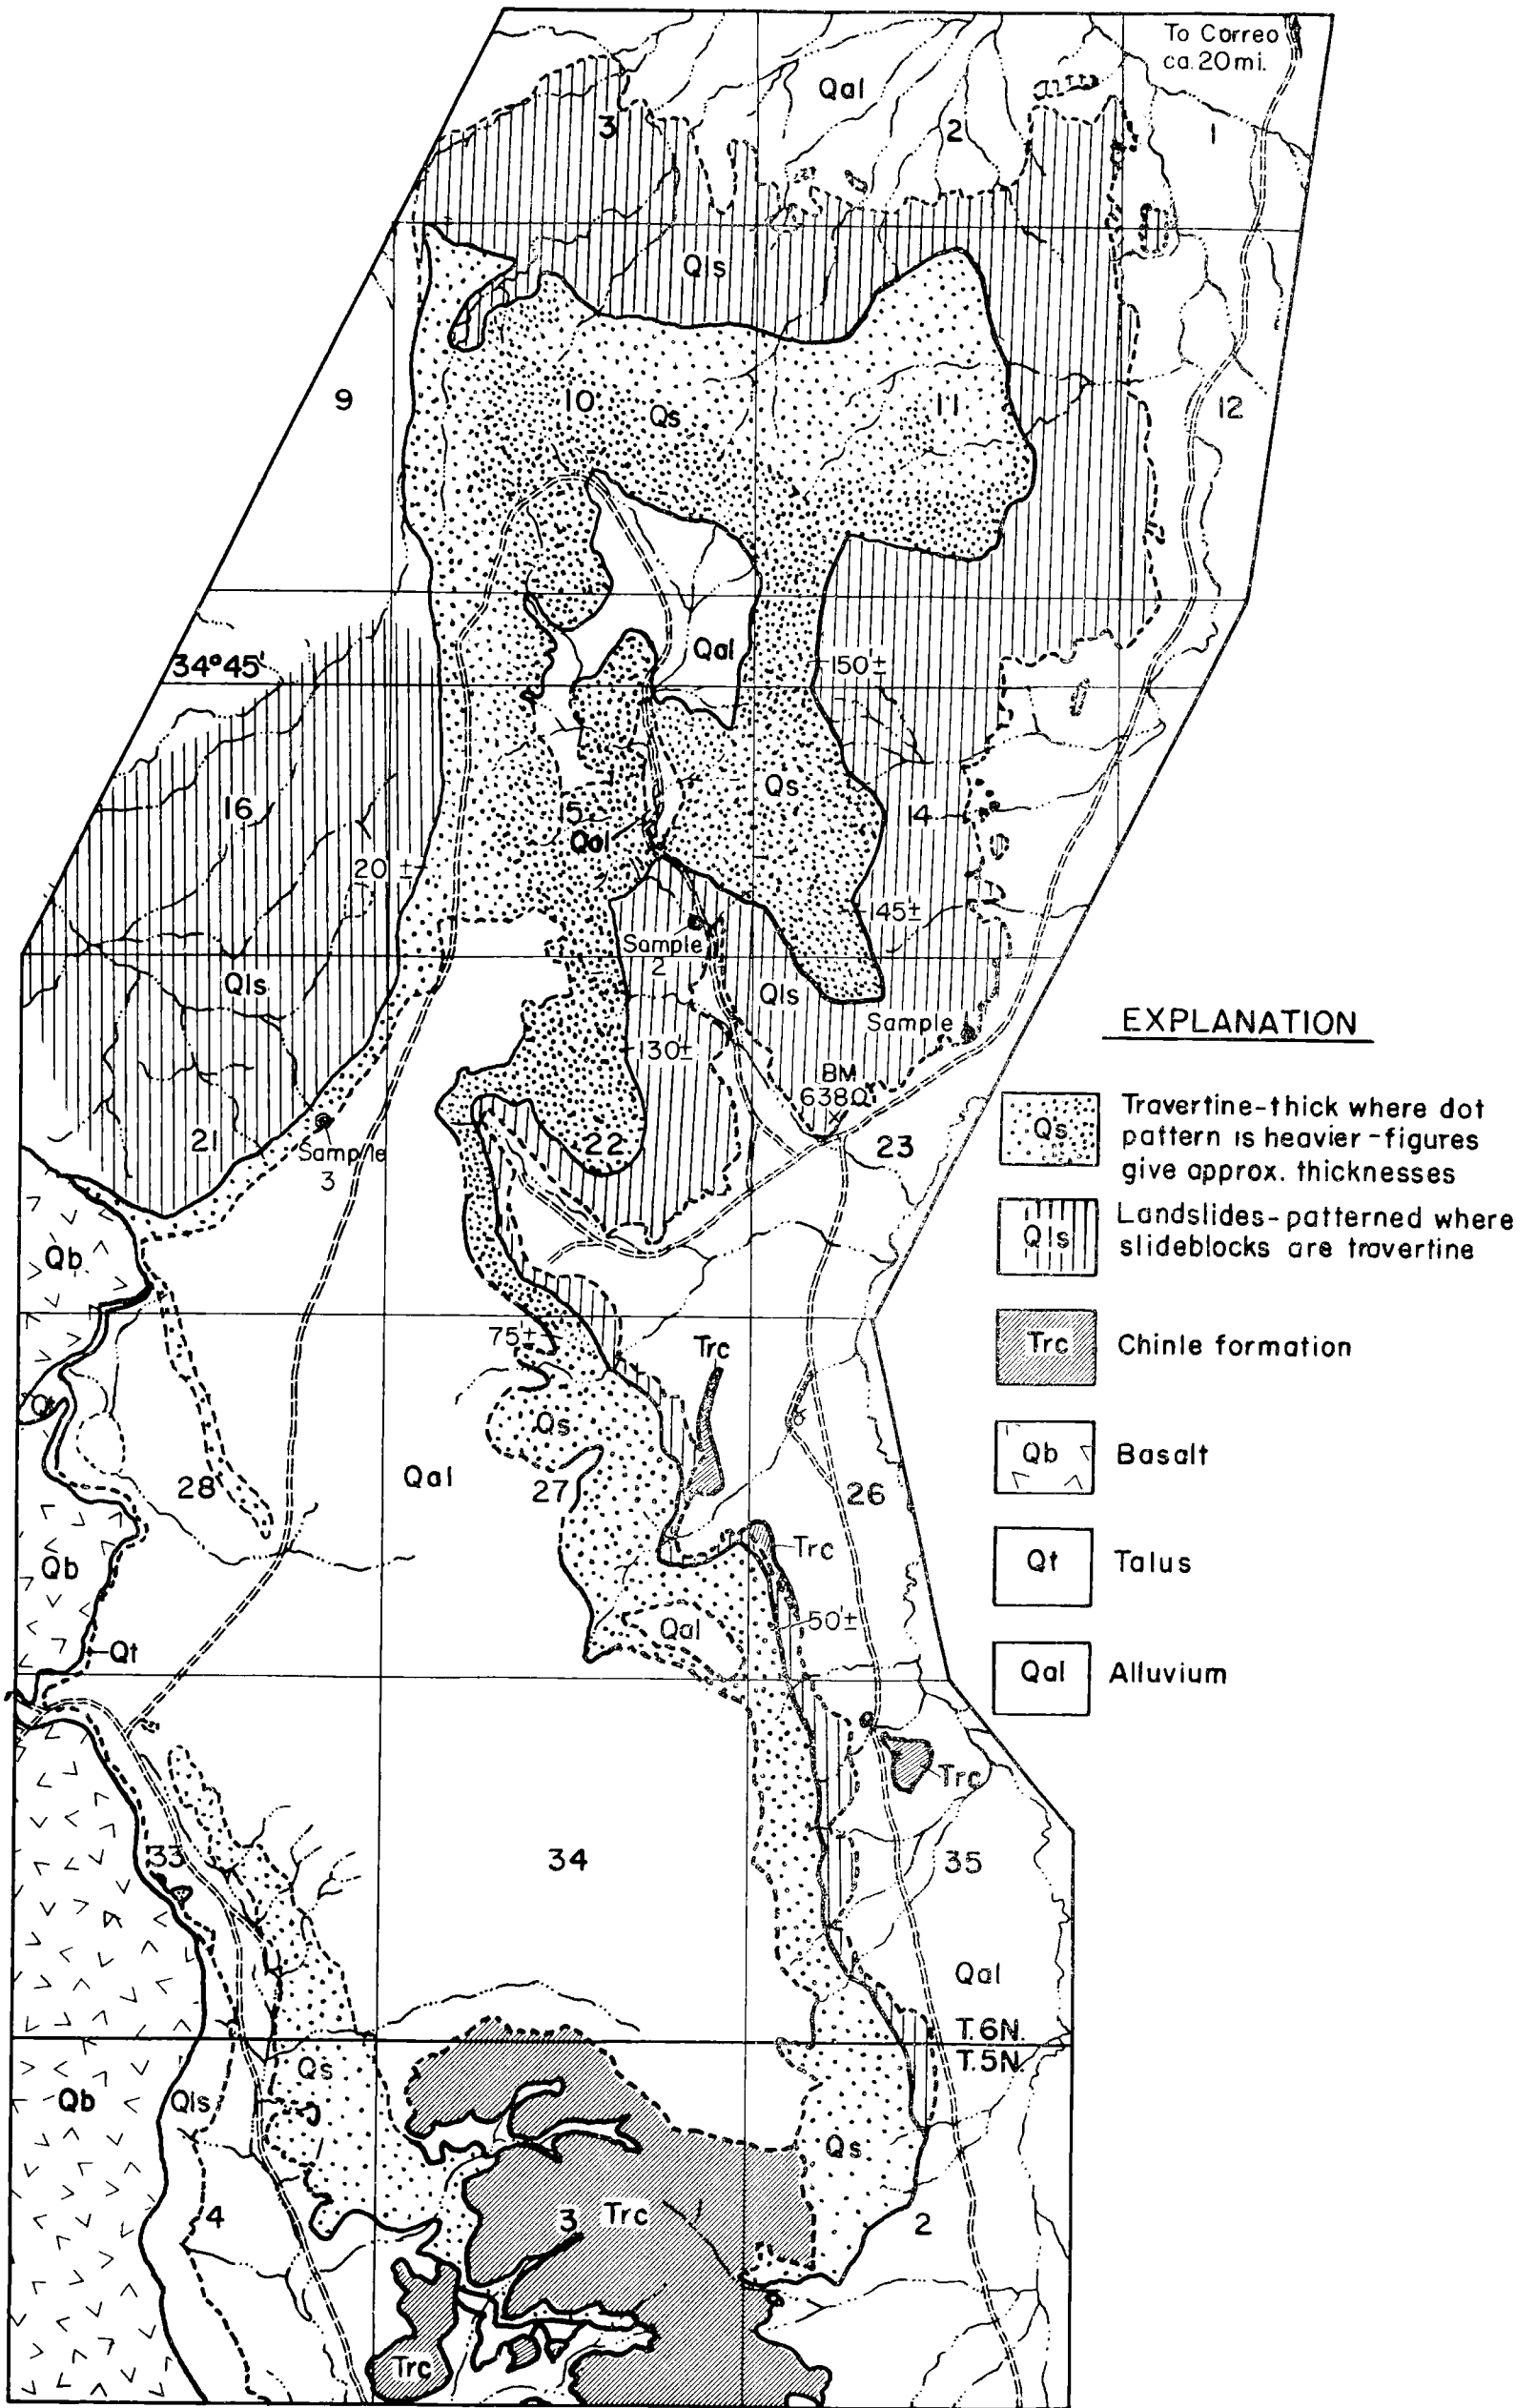 To Correo
ca. 20 mi.
Qal
3
2
1
Qls
9
10
Qs
11
12
34°45'
Qal
150'±
16
Qs
15
Qal
14
20'±
145'±
Sample
2
Qls
Qls
Sample
130'±
BM
6380
21
22
23
Sample
3
Qb
75'±
Trc
Qt
Qs
28
Qal
27
26
Qb
Trc
50'±
Qal
Qt
Trc
33
34
35
Qal
T.6N.
T.5N.
Qs
Qb
Qls
Qs
4
3
Trc
2
Trc
EXPLANATION
Qs
Travertine-thick where dot
pattern is heavier-figures
give approx. thicknesses
Qls
Landslides-patterned where
slideblocks are travertine
Trc
Chinle formation
Qb
Basalt
Qt
Talus
Qal
Alluvium